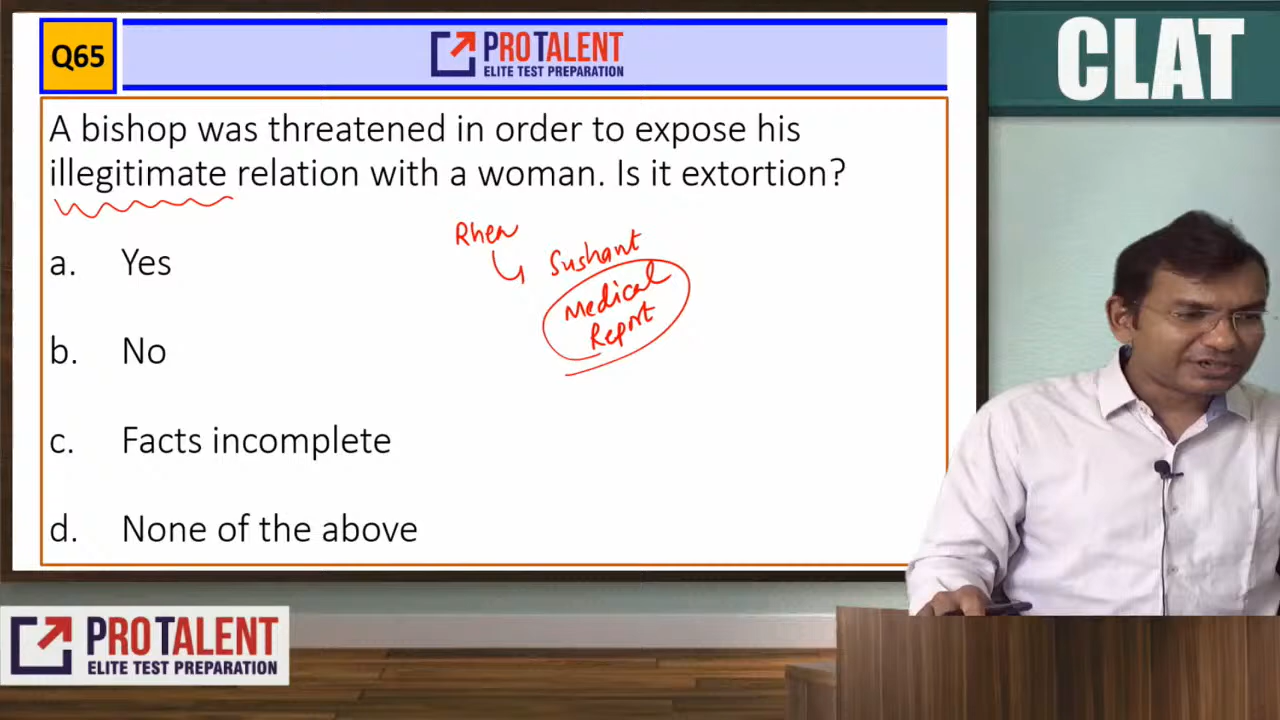 Q65
PROTALENT
ELITE TEST PREPARATION
CLAT
A bishop was threatened in order to expose his
illegitimate relation with a woman. Is it extortion?
Rhea
Sushant
Medical
Report
a. Yes
b. No
c. Facts incomplete
d. None of the above
PROTALENT
ELITE TEST PREPARATION